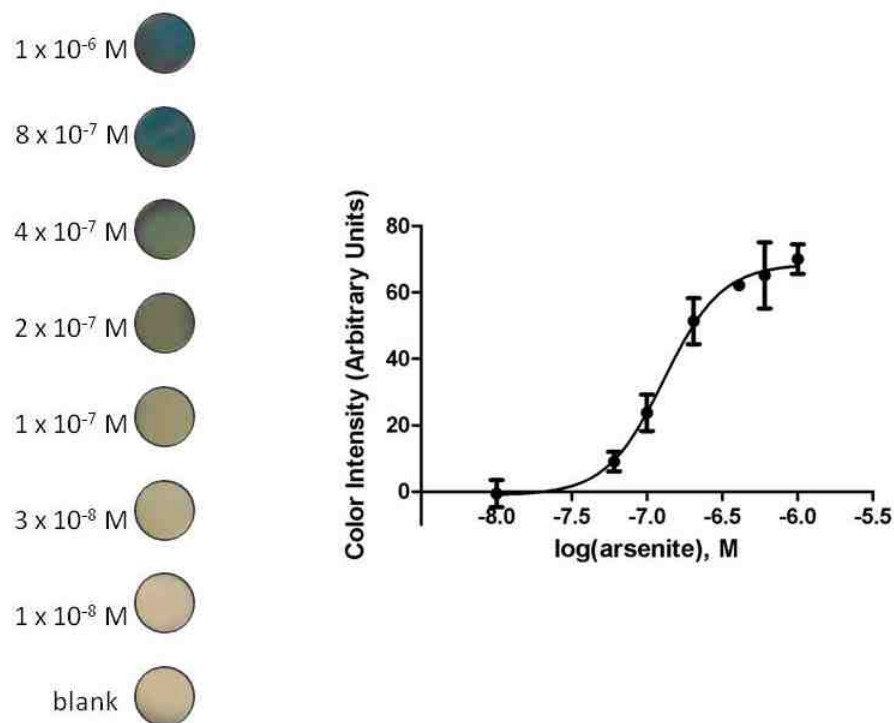 1 x 10⁻⁶ M
8 x 10⁻⁷ M
4 x 10⁻⁷ M
2 x 10⁻⁷ M
1 x 10⁻⁷ M
3 x 10⁻⁸ M
1 x 10⁻⁸ M
blank
Color Intensity (Arbitrary Units)
80
60
40
20
0
-8.0 -7.5 -7.0 -6.5 -6.0 -5.5
log(arsenite), M